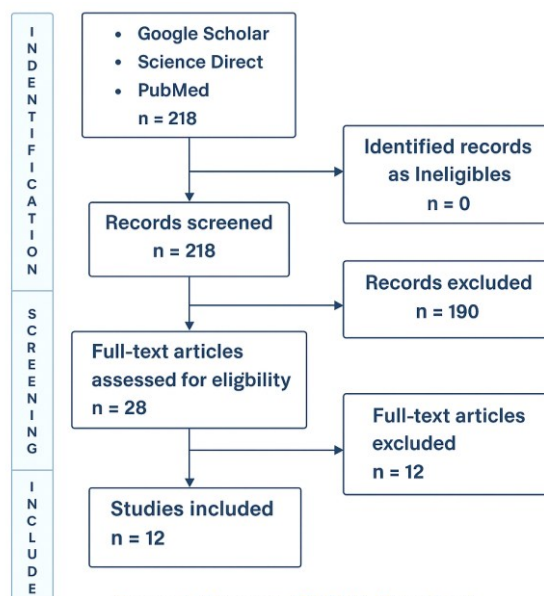 INDENTIFICATION
• Google Scholar
• Science Direct
• PubMed
n = 218
Identified records
as Ineligibles
n = 0
Records screened
n = 218
Records excluded
n = 190
SCREENING
Full-text articles
assessed for eligbility
n = 28
Full-text articles
excluded
n = 12
INCLUDE
Studies included
n = 12